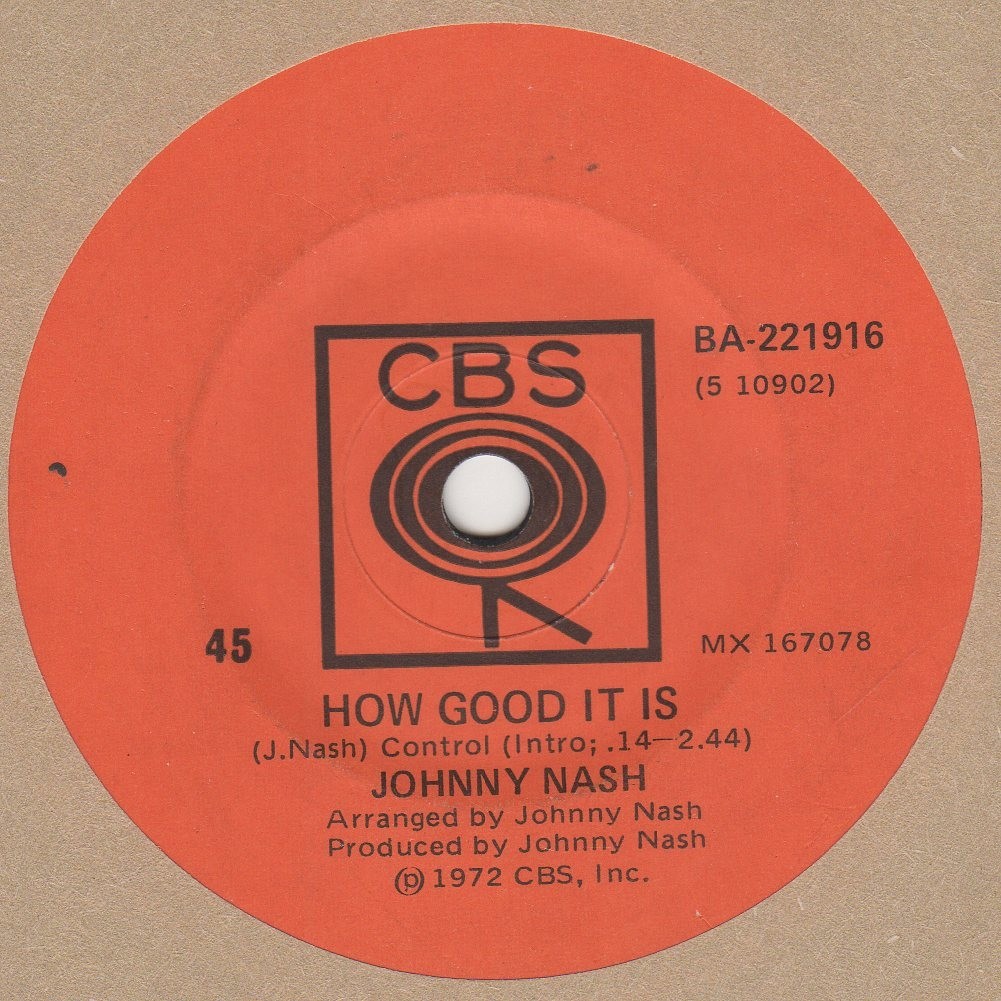 CBS
BA-221916
(5 10902)
45
MX 167078
HOW GOOD IT IS
(J.Nash) Control (Intro; .14—2.44)
JOHNNY NASH
Arranged by Johnny Nash
Produced by Johnny Nash
℗ 1972 CBS, Inc.